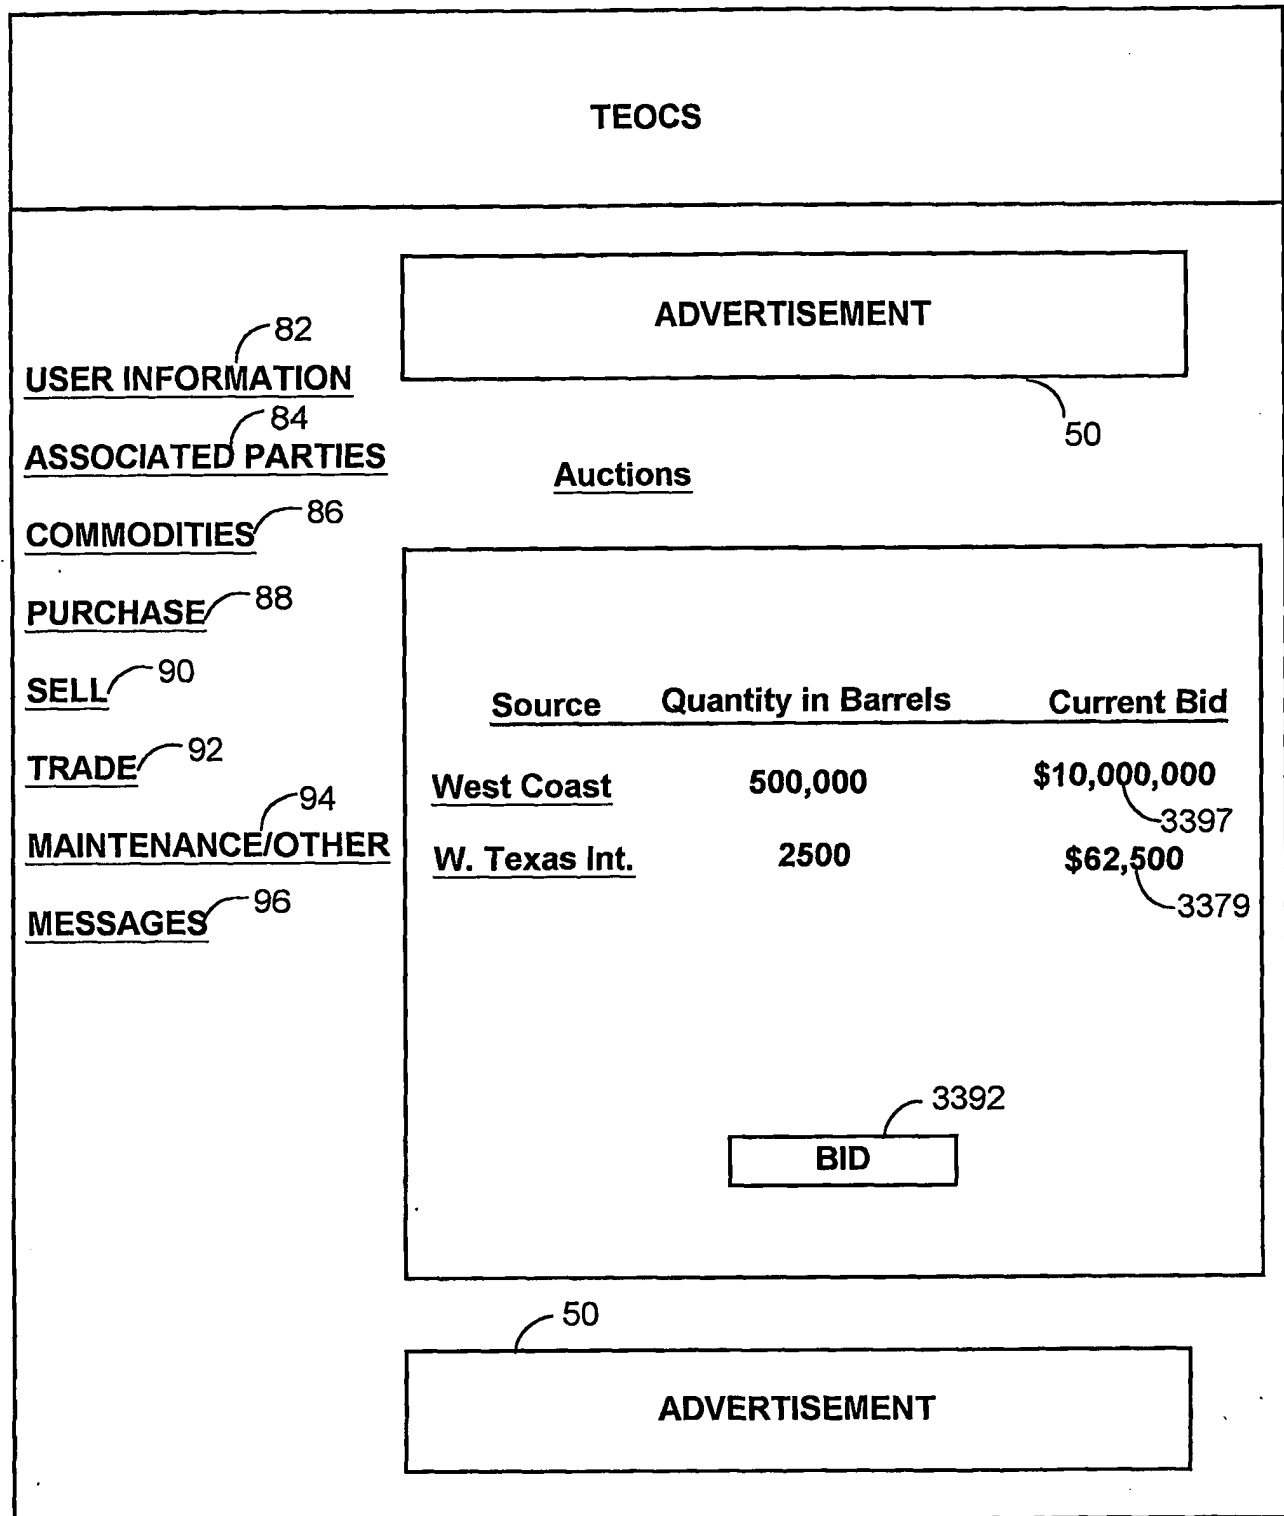 TEOCS
ADVERTISEMENT
50
82
USER INFORMATION
84
ASSOCIATED PARTIES
86
COMMODITIES
88
PURCHASE
90
SELL
92
TRADE
94
MAINTENANCE/OTHER
96
MESSAGES
Auctions
Source Quantity in Barrels Current Bid
West Coast 500,000 $10,000,000
3397
W. Texas Int. 2500 $62,500
3379
3392
BID
50
ADVERTISEMENT